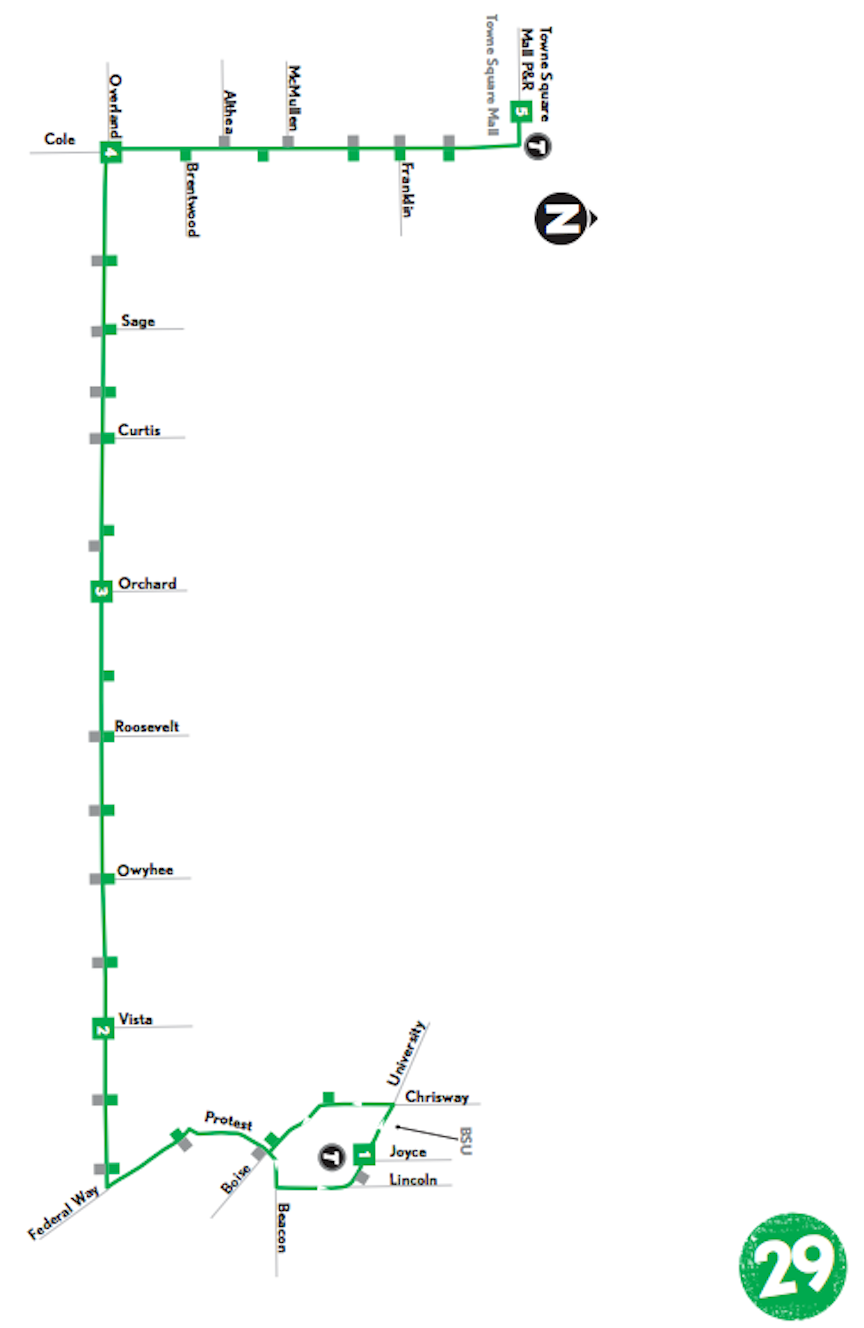 Towne Square
Mall P&R
Towne Square Mall
5
T
N
Overland
Althea
McMullen
Cole
4
Brentwood
Franklin
Sage
Curtis
3
Orchard
Roosevelt
Owyhee
2
Vista
University
Chrisway
BSU
Protest
T
1
Joyce
Boise
Lincoln
Federal Way
Beacon
29